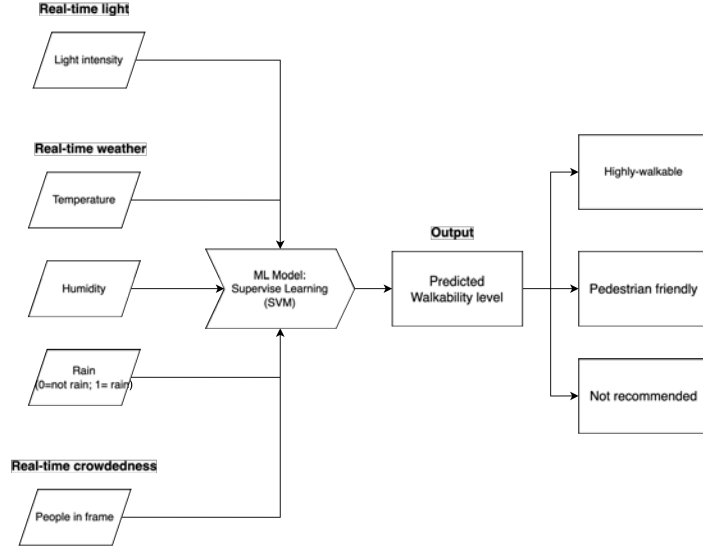 Real-time light
Light intensity
Real-time weather
Temperature
Humidity
Rain
(0=not rain; 1= rain)
Real-time crowdedness
People in frame
ML Model:
Supervise Learning
(SVM)
Output
Predicted
Walkability level
Highly-walkable
Pedestrian friendly
Not recommended